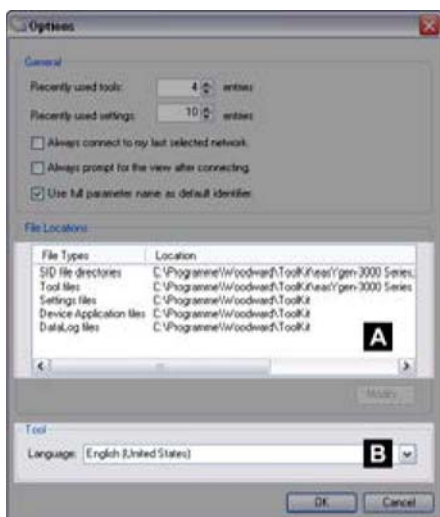 Options
General
Recently used tools: 4 entries
Recently used settings: 10 entries
Always connect to my last selected network.
Always prompt for the view after connecting.
Use full parameter name as default identifier.
File Locations
File Types Location
SID file directories C:\Programme\Woodward\ToolKit\easYgen-3000 Series,
Tool files C:\Programme\Woodward\ToolKit\easYgen-3000 Series
Settings files C:\Programme\Woodward\ToolKit
Device Application files C:\Programme\Woodward\ToolKit
DataLog files C:\Programme\Woodward\ToolKit
A
Modify...
Tool
Language: English (United States) B
OK Cancel